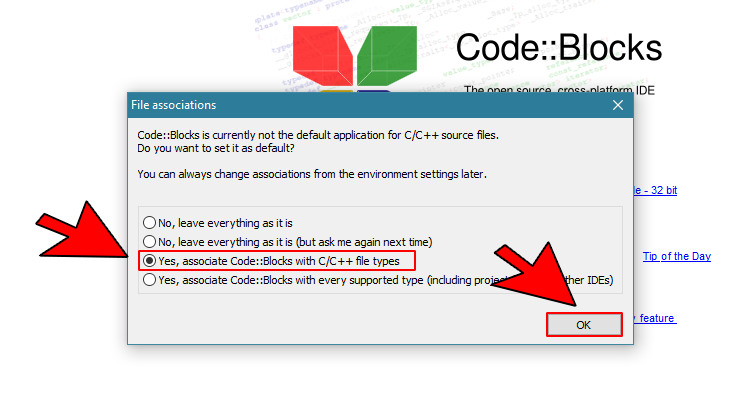 Code::Blocks
The open source, cross-platform IDE
File associations
Code::Blocks is currently not the default application for C/C++ source files.
Do you want to set it as default?
You can always change associations from the environment settings later.
No, leave everything as it is
No, leave everything as it is (but ask me again next time)
Yes, associate Code::Blocks with C/C++ file types
Yes, associate Code::Blocks with every supported type (including project ther IDEs)
OK
- 32 bit
Tip of the Day
feature